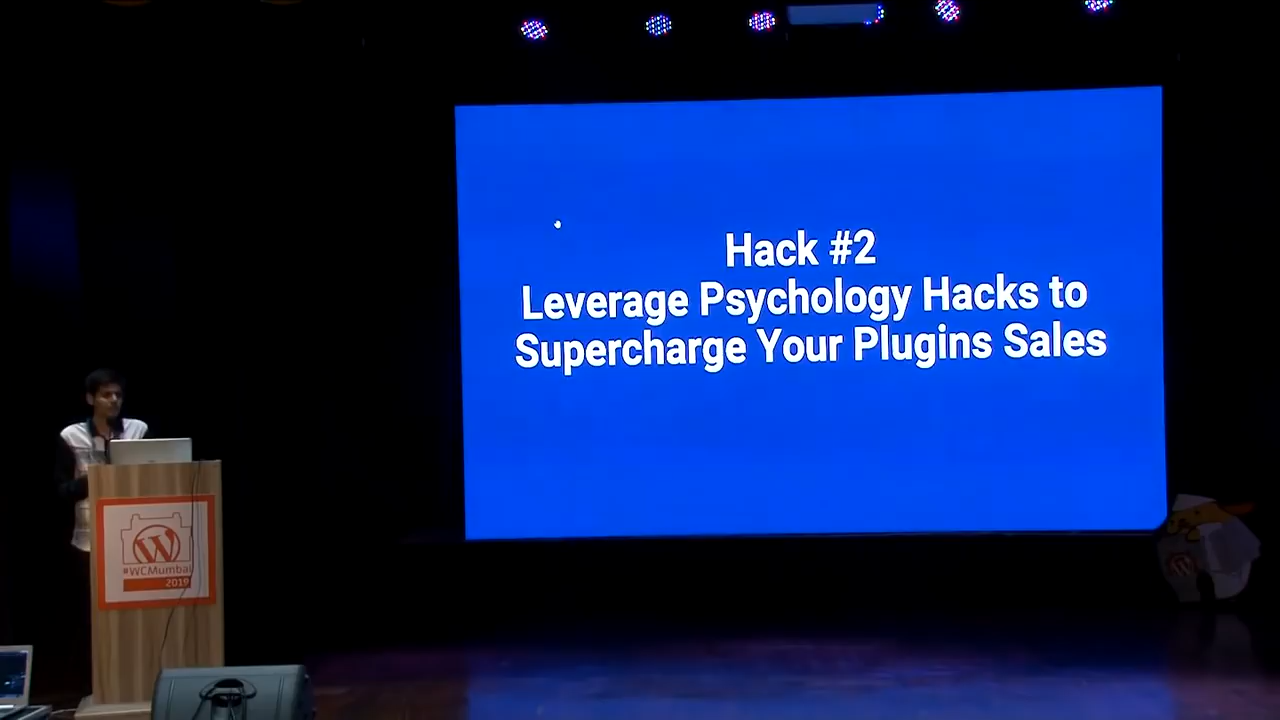 Hack #2
Leverage Psychology Hacks to
Supercharge Your Plugins Sales
#WCMumbai
2019